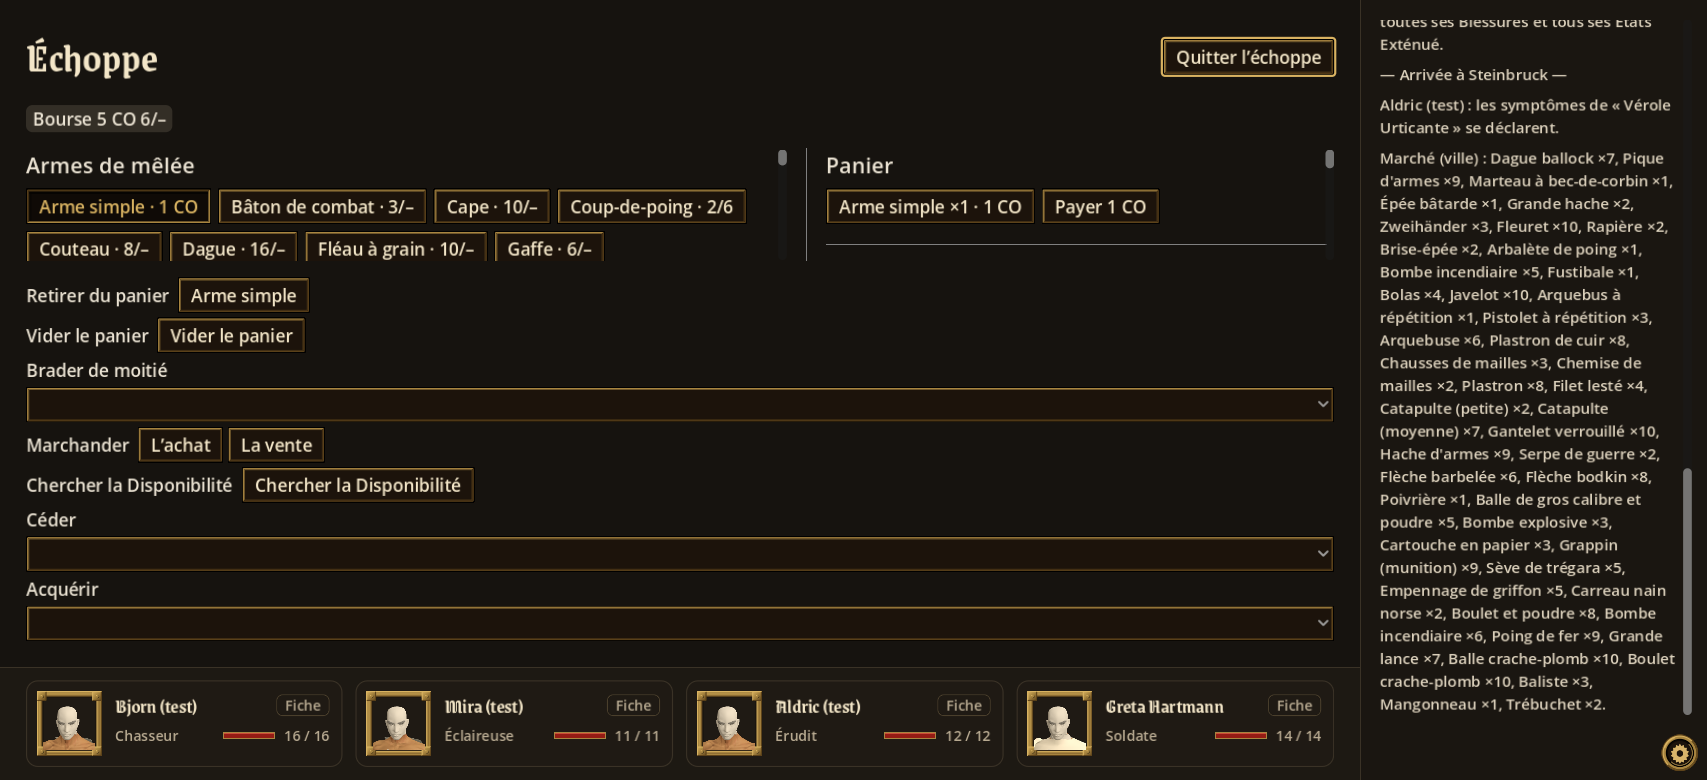 Échoppe
Quitter l’échoppe
Bourse 5 CO 6/–
Armes de mêlée
Arme simple · 1 CO
Bâton de combat · 3/–
Cape · 10/–
Coup-de-poing · 2/6
Couteau · 8/–
Dague · 16/–
Fléau à grain · 10/–
Gaffe · 6/–
Panier
Arme simple ×1 · 1 CO
Payer 1 CO
Retirer du panier
Arme simple
Vider le panier
Vider le panier
Brader de moitié
Marchander
L’achat
La vente
Chercher la Disponibilité
Chercher la Disponibilité
Céder
Acquérir
Bjorn (test)
Fiche
Chasseur
16 / 16
Mira (test)
Fiche
Éclaireuse
11 / 11
Aldric (test)
Fiche
Érudit
12 / 12
Greta Hartmann
Fiche
Soldate
14 / 14
toutes ses Blessures et tous ses États
Exténué.
— Arrivée à Steinbruck —
Aldric (test) : les symptômes de « Vérole
Urticante » se déclarent.
Marché (ville) : Dague ballock ×7, Pique
d'armes ×9, Marteau à bec-de-corbin ×1,
Épée bâtarde ×1, Grande hache ×2,
Zweihänder ×3, Fleuret ×10, Rapière ×2,
Brise-épée ×2, Arbalète de poing ×1,
Bombe incendiaire ×5, Fustibale ×1,
Bolas ×4, Javelot ×10, Arquebus à
répétition ×1, Pistolet à répétition ×3,
Arquebuse ×6, Plastron de cuir ×8,
Chausses de mailles ×3, Chemise de
mailles ×2, Plastron ×8, Filet lesté ×4,
Catapulte (petite) ×2, Catapulte
(moyenne) ×7, Gantelet verrouillé ×10,
Hache d'armes ×9, Serpe de guerre ×2,
Flèche barbelée ×6, Flèche bodkin ×8,
Poivrière ×1, Balle de gros calibre et
poudre ×5, Bombe explosive ×3,
Cartouche en papier ×3, Grappin
(munition) ×9, Sève de trégara ×5,
Empennage de griffon ×5, Carreau nain
norse ×2, Boulet et poudre ×8, Bombe
incendiaire ×6, Poing de fer ×9, Grande
lance ×7, Balle crache-plomb ×10, Boulet
crache-plomb ×10, Baliste ×3,
Mangonneau ×1, Trébuchet ×2.